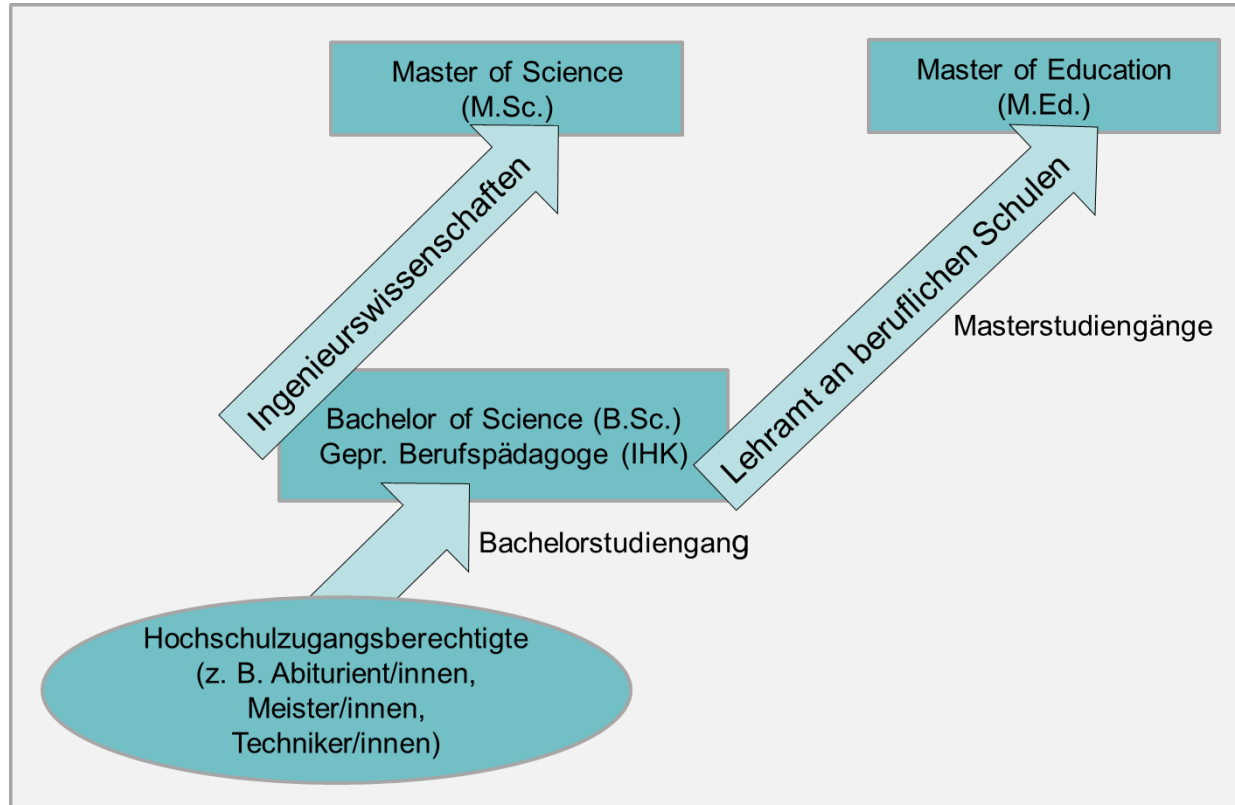 Master of Science
(M.Sc.)
Master of Education
(M.Ed.)
Ingenieurswissenschaften
Lehramt an beruflichen Schulen
Masterstudiengänge
Bachelor of Science (B.Sc.)
Gepr. Berufspädagoge (IHK)
Bachelorstudiengang
Hochschulzugangsberechtigte
(z. B. Abiturient/innen,
Meister/innen,
Techniker/innen)